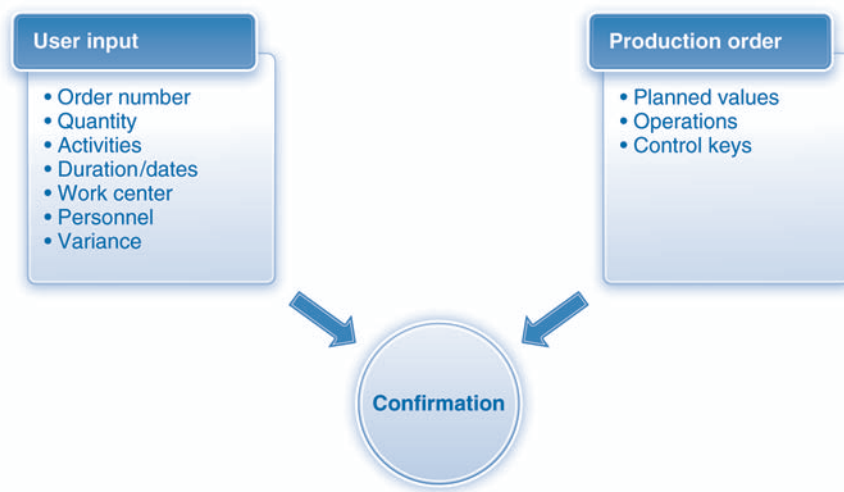 User input
• Order number
• Quantity
• Activities
• Duration/dates
• Work center
• Personnel
• Variance
Production order
• Planned values
• Operations
• Control keys
Confirmation